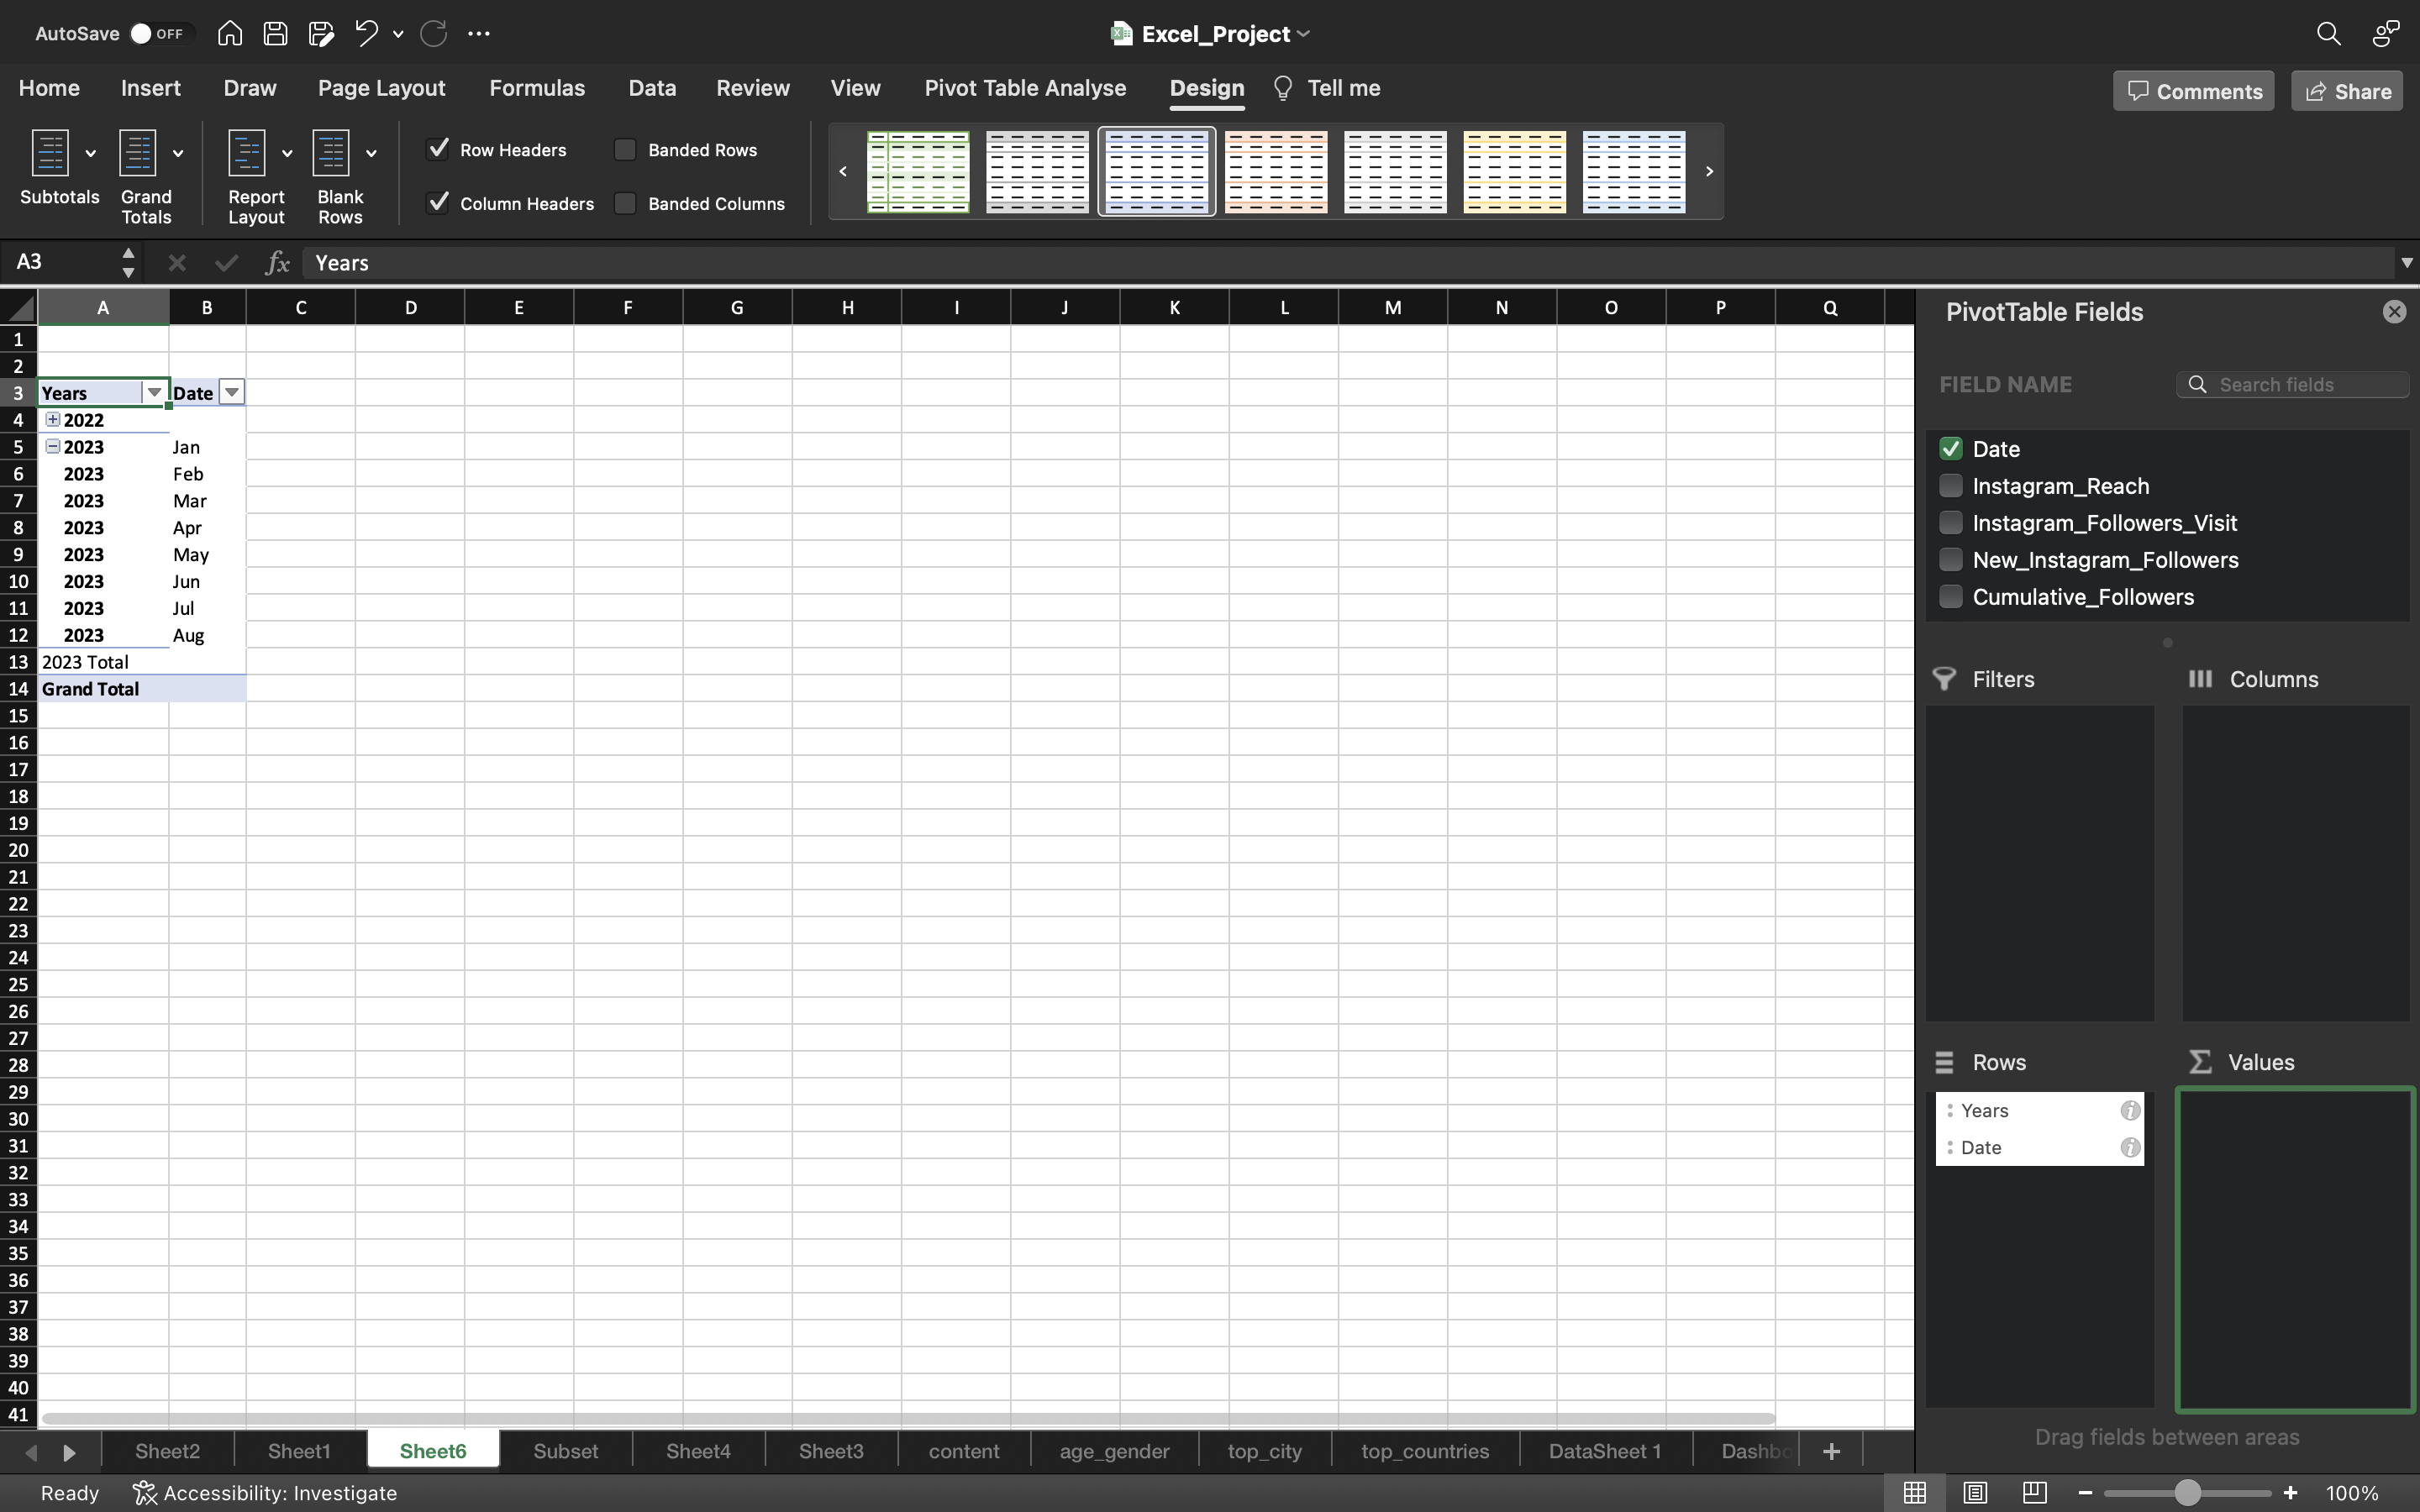 AutoSave OFF Excel_Project
Home Insert Draw Page Layout Formulas Data Review View Pivot Table Analyse Design Tell me Comments Share
Subtotals Grand Totals Report Layout Blank Rows
Row Headers Banded Rows
Column Headers Banded Columns
A3 fx Years
A B C D E F G H I J K L M N O P Q
1
2
3 Years Date
4 2022
5 2023 Jan
6 2023 Feb
7 2023 Mar
8 2023 Apr
9 2023 May
10 2023 Jun
11 2023 Jul
12 2023 Aug
13 2023 Total
14 Grand Total
15
16
17
18
19
20
21
22
23
24
25
26
27
28
29
30
31
32
33
34
35
36
37
38
39
40
41
PivotTable Fields
FIELD NAME Search fields
Date
Instagram_Reach
Instagram_Followers_Visit
New_Instagram_Followers
Cumulative_Followers
Filters Columns
Rows Values
Years
Date
Drag fields between areas
Sheet2 Sheet1 Sheet6 Subset Sheet4 Sheet3 content age_gender top_city top_countries DataSheet 1 Dashbo
Ready Accessibility: Investigate 100%